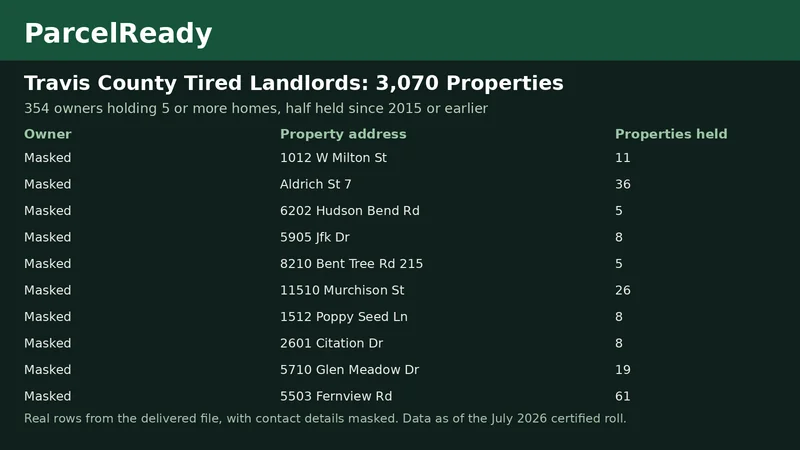 ParcelReady
Travis County Tired Landlords: 3,070 Properties
354 owners holding 5 or more homes, half held since 2015 or earlier
Owner Property address Properties held
Masked 1012 W Milton St 11
Masked Aldrich St 7 36
Masked 6202 Hudson Bend Rd 5
Masked 5905 Jfk Dr 8
Masked 8210 Bent Tree Rd 215 5
Masked 11510 Murchison St 26
Masked 1512 Poppy Seed Ln 8
Masked 2601 Citation Dr 8
Masked 5710 Glen Meadow Dr 19
Masked 5503 Fernview Rd 61
Real rows from the delivered file, with contact details masked. Data as of the July 2026 certified roll.